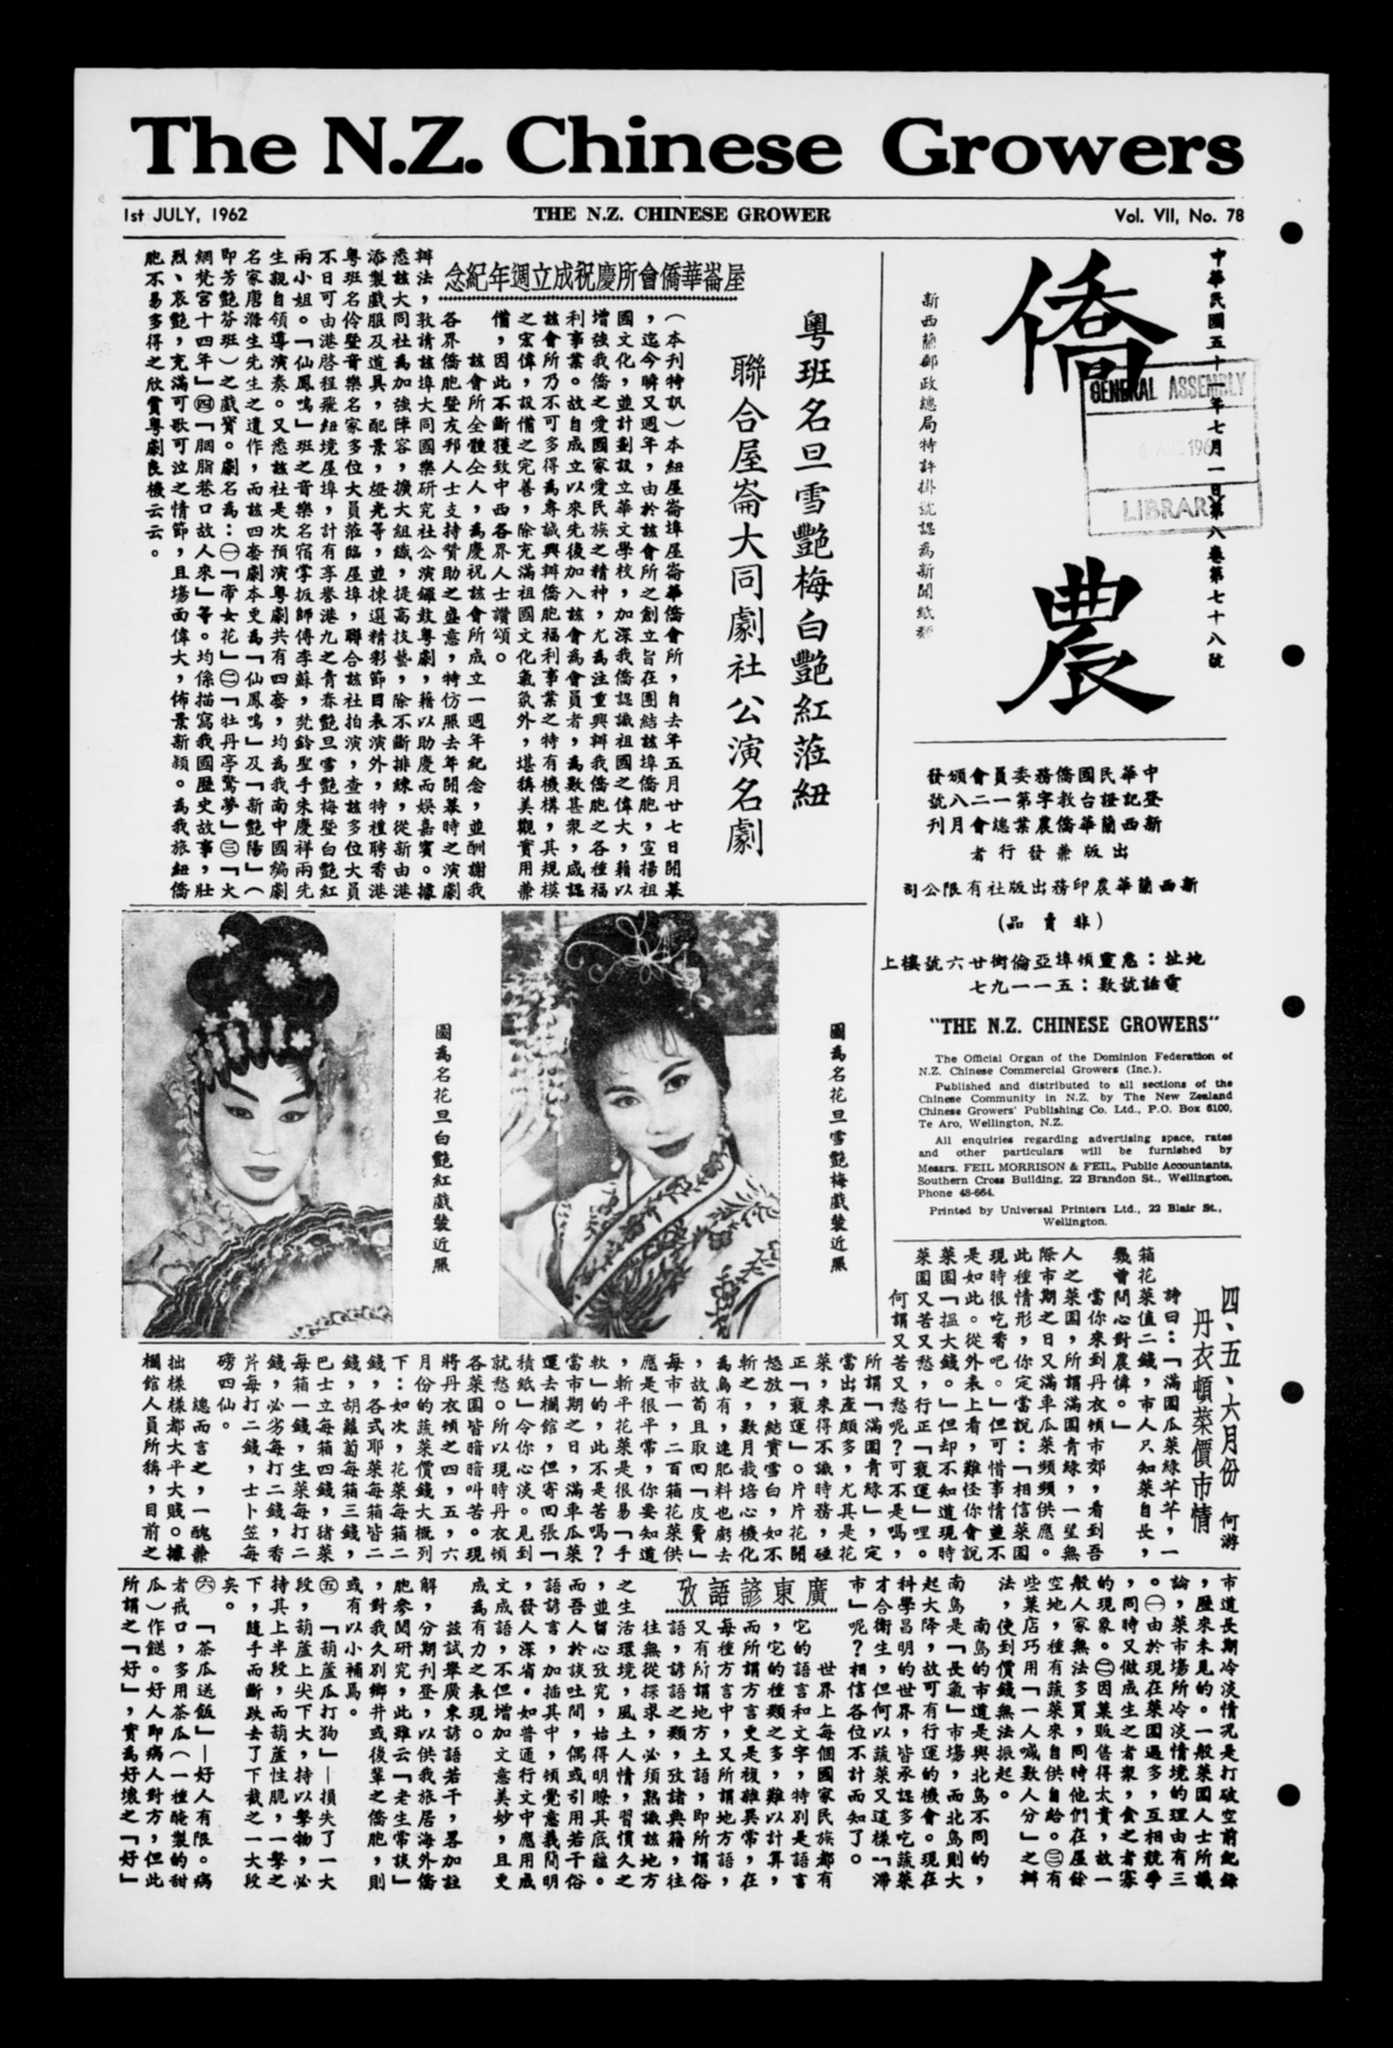 The N.Z. Chinese Growers
1st JULY, 1962
THE N.Z. CHINESE GROWER
Vol. VII, No. 78
中華民國五十一年七月一日第八卷第七十八號
僑農
新西蘭郵政總局特許掛號認為新聞紙類
GENERAL ASSEMBLY
LIBRARY
中華民國僑務委員會頒發
登記證台教字第一二八號
新西蘭華僑農業總會月刊
出版兼發行者
新西蘭華農印務出版社有限公司
(非賣品)
地址：惠靈頓埠亞倫街廿六號樓上
電話號數：五一一九七
"THE N.Z. CHINESE GROWERS"
The Official Organ of the Dominion Federation of
N.Z. Chinese Commercial Growers (Inc.).
Published and distributed to all sections of the
Chinese Community in N.Z. by The New Zealand
Chinese Growers' Publishing Co. Ltd., P.O. Box 6100,
Te Aro, Wellington, N.Z.
All enquiries regarding advertising space, rates
and other particulars will be furnished by
Messrs. FEIL MORRISON & FEIL, Public Accountants,
Southern Cross Building, 22 Brandon St., Wellington.
Phone 48-664.
Printed by Universal Printers Ltd., 22 Blair St.,
Wellington.
屋崙華僑會所慶祝成立週年紀念
粵班名旦雪艷梅白艷紅蒞紐
聯合屋崙大同劇社公演名劇
（本刊特訊）本紐屋崙埠屋崙華僑會所，自去年五月廿七日開幕
，迄今瞬又週年，由於該會所之創立旨在團結該埠僑胞，宣揚祖
國文化，並計劃設立華文學校，加深我僑認識祖國之偉大，藉以
增強我僑之愛國家愛民族之精神，尤為注重興辦我僑胞之各種福
利事業。故自成立以來先後加入該會為會員者，為數甚衆，咸認
該會所乃不可多得為專誠興辦僑胞福利事業之特有機構，其規模
之宏偉，設備之完善，除充滿祖國文化氣氛外，堪稱美觀實用兼
備，因此不斷獲致中西各界人士讚頌。
該會所全體仝人，為慶祝該會所成立一週年紀念，並酬謝我
各界僑胞暨友邦人士支持贊助之盛意，特仿照去年開幕時之演劇
辦法，敦請該埠大同國樂研究社公演鑼鼓粵劇，藉以助慶而娛嘉賓。據
悉該大同社為加強陣容，擴大組織，提高技藝，除不斷排練，從新由港
添製戲服及道具，配景，燈光等，並揀選精彩節目表演外，特種聘香港
粵班名伶暨音樂名家多位大員蒞臨屋埠，聯合該社拍演，查該多位大員
不日可由港啓程飛紐境屋埠，計有享譽港九之青春艷旦雪艷梅暨白艷紅
兩小姐。「仙鳳鳴」班之音樂名宿掌扳師傅李蘇，硗鈴聖手朱慶祥兩先
生親自領導演奏。又悉該社是次預演粵劇共有四套，均為我南中國編劇
名家唐滌生先生之遺作，而該四套劇本更為「仙鳳鳴」及「新艷陽」（
即芳艷芬班）之戲寶。劇名為：㊀「帝女花」㊁「牡丹亭驚夢」㊂「火
網梵宮十四年」㊃「胭脂巷口故人來」等。均係描寫我國歷史故事，壯
烈、哀艷，充滿可歌可泣之情節，且塲面偉大，佈景新穎。為我旅紐僑
胞不易多得之欣賞粵劇良機云云。
圖為名花旦雪艷梅戲裝近照
圖為名花旦白艷紅戲裝近照
四、五、六月份
丹衣頓菜價市情
何游
詩曰：「滿園瓜菜綠芊芊，一
箱花菜值二錢，市人只知菜自長，
幾曾問心對農憐。」
當你來到丹衣頓市郊，看到吾
人之菜園，所謂滿園青綠，一望無
際市期之日又滿車瓜菜頻頻供應。
此種情形，你定當說：「相信菜園
現時很吃香吧。」但可惜事情並不
是如此。從外表上看，難怪你會說
菜園「搵大錢。」但却不知道現時
菜園又苦又愁，行正「衰運」哩。
何謂又苦又愁呢？可不是嗎，
所謂「滿園青綠」，定
當出產頗多，尤其是花
菜，來得不識時務，碰
正「衰運」。片片花開
怒放，結實雪白，如不
斬之，數月栽培心機化
為烏有，連肥料也虧去
，故苟且取回「皮費」
每市一，二百箱花菜供
應是很平常，你要知道
，斬平花菜是很易「手
軟」的，此不是苦嗎？
當市期之日，滿車瓜菜
運去欄館，但寄回張「
積紙」令你心淡。見到
就愁。所以現時丹衣頓
各菜園皆暗暗叫苦。現
將丹衣頓之四，五，六
月份的蔬菜價錢大概列
下：如次，花菜每箱二
錢，各式耶菜每箱皆二
錢，胡蘿蔔每箱三錢，
巴士立每箱四錢，猪菜
每箱一錢，生菜每打二
錢，必劣每打二錢，香
芹每打二錢，士卜笠每
磅四仙。
總而言之，一醜兼
拙樣樣都大平大賤。據
欄館人員所稱，目前之
市道長期冷淡情況是打破空前紀錄
，歷來未見的。一般菜園人士所議
論，菜市場所冷淡情境的理由有三
。㊀由於現在菜園過多，互相競爭
，同時又做成生之者衆，食之者寡
的現象。㊁因菓販售得太貴，故一
般人家無法多買，同時他們在屋餘
空地，種有蔬菜來自供自給。㊂有
些菓店巧用「一人喊數人分」之辦
法，使到價錢無法振起。
南島的市道是與北島不同的，
南島是「長氣」市場，而北島則大
起大降，故可有行運的機會。現在
科學昌明的世界，皆承認多吃蔬菜
才合衛生，但何以蔬菜又這樣「滯
市」呢？相信各位不計而知了。
廣東諺語攷
世界上每個國家民族都有
它的語言和文字，特別是語言
，它的種類之多，難以計算，
而所謂方言更是複雜異常，在
每種方言中，又所謂地方語，
又有所謂地方土語，即所謂俗
語，諺語之類，攷諸典籍，往
往無從探求，必須熟識該地方
之生活環境，風土人情，習慣久之
，並留心攷究，始得明瞭其底蘊。
而吾人於談吐間，偶或引用若干俗
語諺言，加插其中，頓覺意義簡明
，發人深省。如普通行文中應用成
文成語，不但增加文意美妙，且更
成為有力之表現。
茲試舉廣東諺語若干，畧加註
解，分期刊登，以供我旅居海外僑
胞參閱研究，此雖云「老生常談」
，對我久別鄉井或後輩之僑胞，則
或有以小補焉。
㊄「葫蘆瓜打狗」—損失了一大
段，葫蘆上尖下大，持以擊物，必
持其上半段，而葫蘆性脆，一擊之
下，隨手而斷跌去了下截之一大段
矣。
㊅「茶瓜送飯」—好人有限。病
者戒口，多用茶瓜（一種醃製的甜
瓜）作餸。好人即病人對方，但此
所謂之「好」，實為好壞之「好」